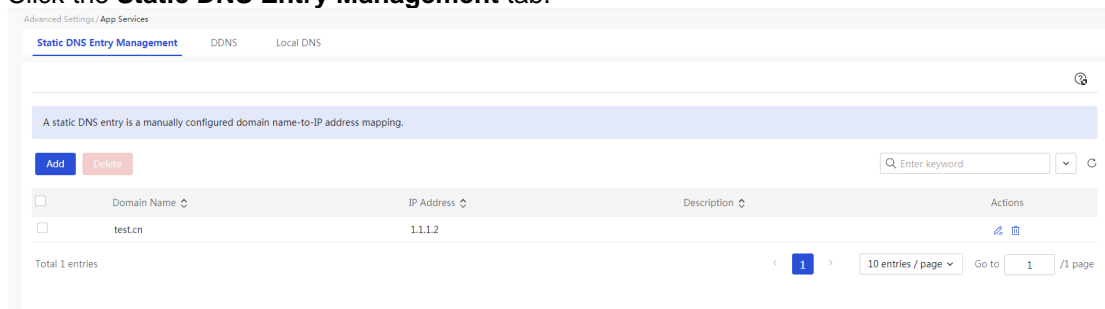 Click the Static DNS Entry Management tab.
Advanced Settings/App Services
Static DNS Entry Management DDNS Local DNS
A static DNS entry is a manually configured domain name-to-IP address mapping.
Add Delete Enter keyword
Domain Name IP Address Description Actions
test.cn 1.1.1.2
Total 1 entries < 1 > 10 entries / page Go to 1 /1 page